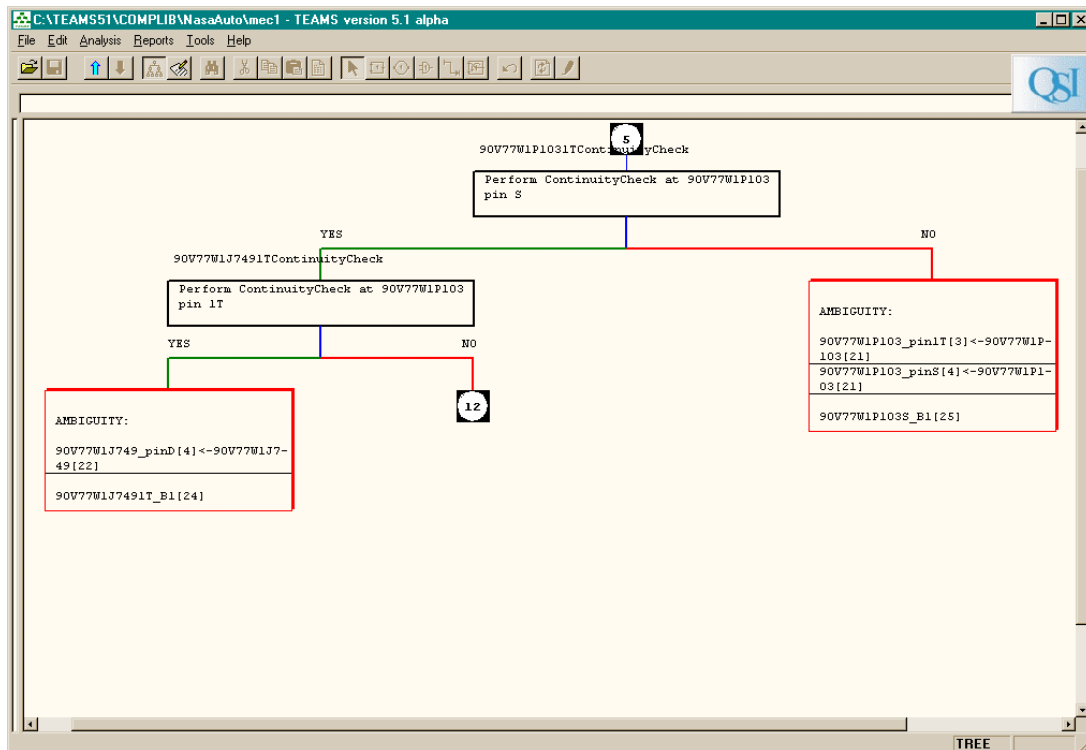 C:\TEAMS51\COMPLIB\NasaAuto\mec1 - TEAMS version 5.1 alpha
File Edit Analysis Reports Tools Help
QSI
5
90V77W1P1031TContinuityCheck
Perform ContinuityCheck at 90V77W1P103
pin S
YES
NO
90V77W1J7491TContinuityCheck
Perform ContinuityCheck at 90V77W1P103
pin 1T
YES
NO
12
AMBIGUITY:
90V77W1J749_pinD[4]<-90V77W1J7-
49[22]
90V77W1J7491T_B1[24]
AMBIGUITY:
90V77W1P103_pin1T[3]<-90V77W1P-
103[21]
90V77W1P103_pinS[4]<-90V77W1P1-
03[21]
90V77W1P103S_B1[25]
TREE